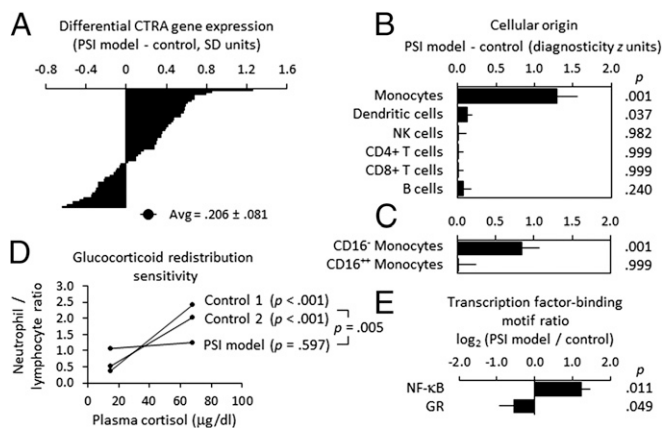 A
Differential CTRA gene expression
(PSI model - control, SD units)
-0.8 -0.4 0 0.4 0.8 1.2 1.6
Avg = .206 ± .081
B
Cellular origin
PSI model - control (diagnosticity z units)
0.0 0.5 1.0 1.5 2.0
p
Monocytes .001
Dendritic cells .037
NK cells .982
CD4+ T cells .999
CD8+ T cells .999
B cells .240
C
0.0 0.5 1.0 1.5 2.0
CD16- Monocytes .001
CD16++ Monocytes .999
D
Glucocorticoid redistribution
sensitivity
Neutrophil /
lymphocyte ratio
3.0
2.5
2.0
1.5
1.0
0.5
0.0
Control 1 (p < .001)
Control 2 (p < .001)
p = .005
PSI model (p = .597)
0 20 40 60 80 100
Plasma cortisol (μg/dl)
E
Transcription factor-binding
motif ratio
log2 (PSI model / control)
-2.0 -1.0 0.0 1.0 2.0
p
NF-κB .011
GR .049